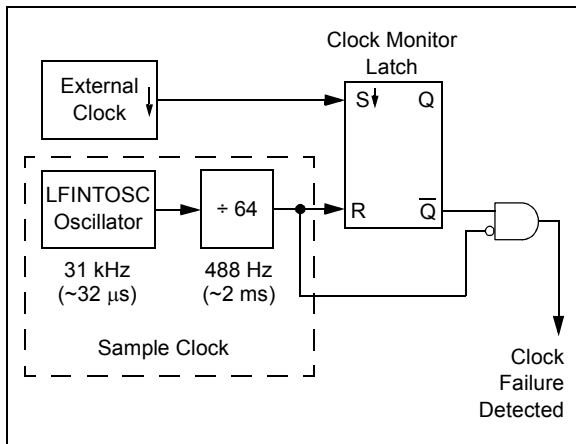 Clock Monitor
Latch
External
Clock
S
Q
LFINTOSC
Oscillator
÷ 64
R
Q̅
31 kHz
(~32 μs)
488 Hz
(~2 ms)
Sample Clock
Clock
Failure
Detected